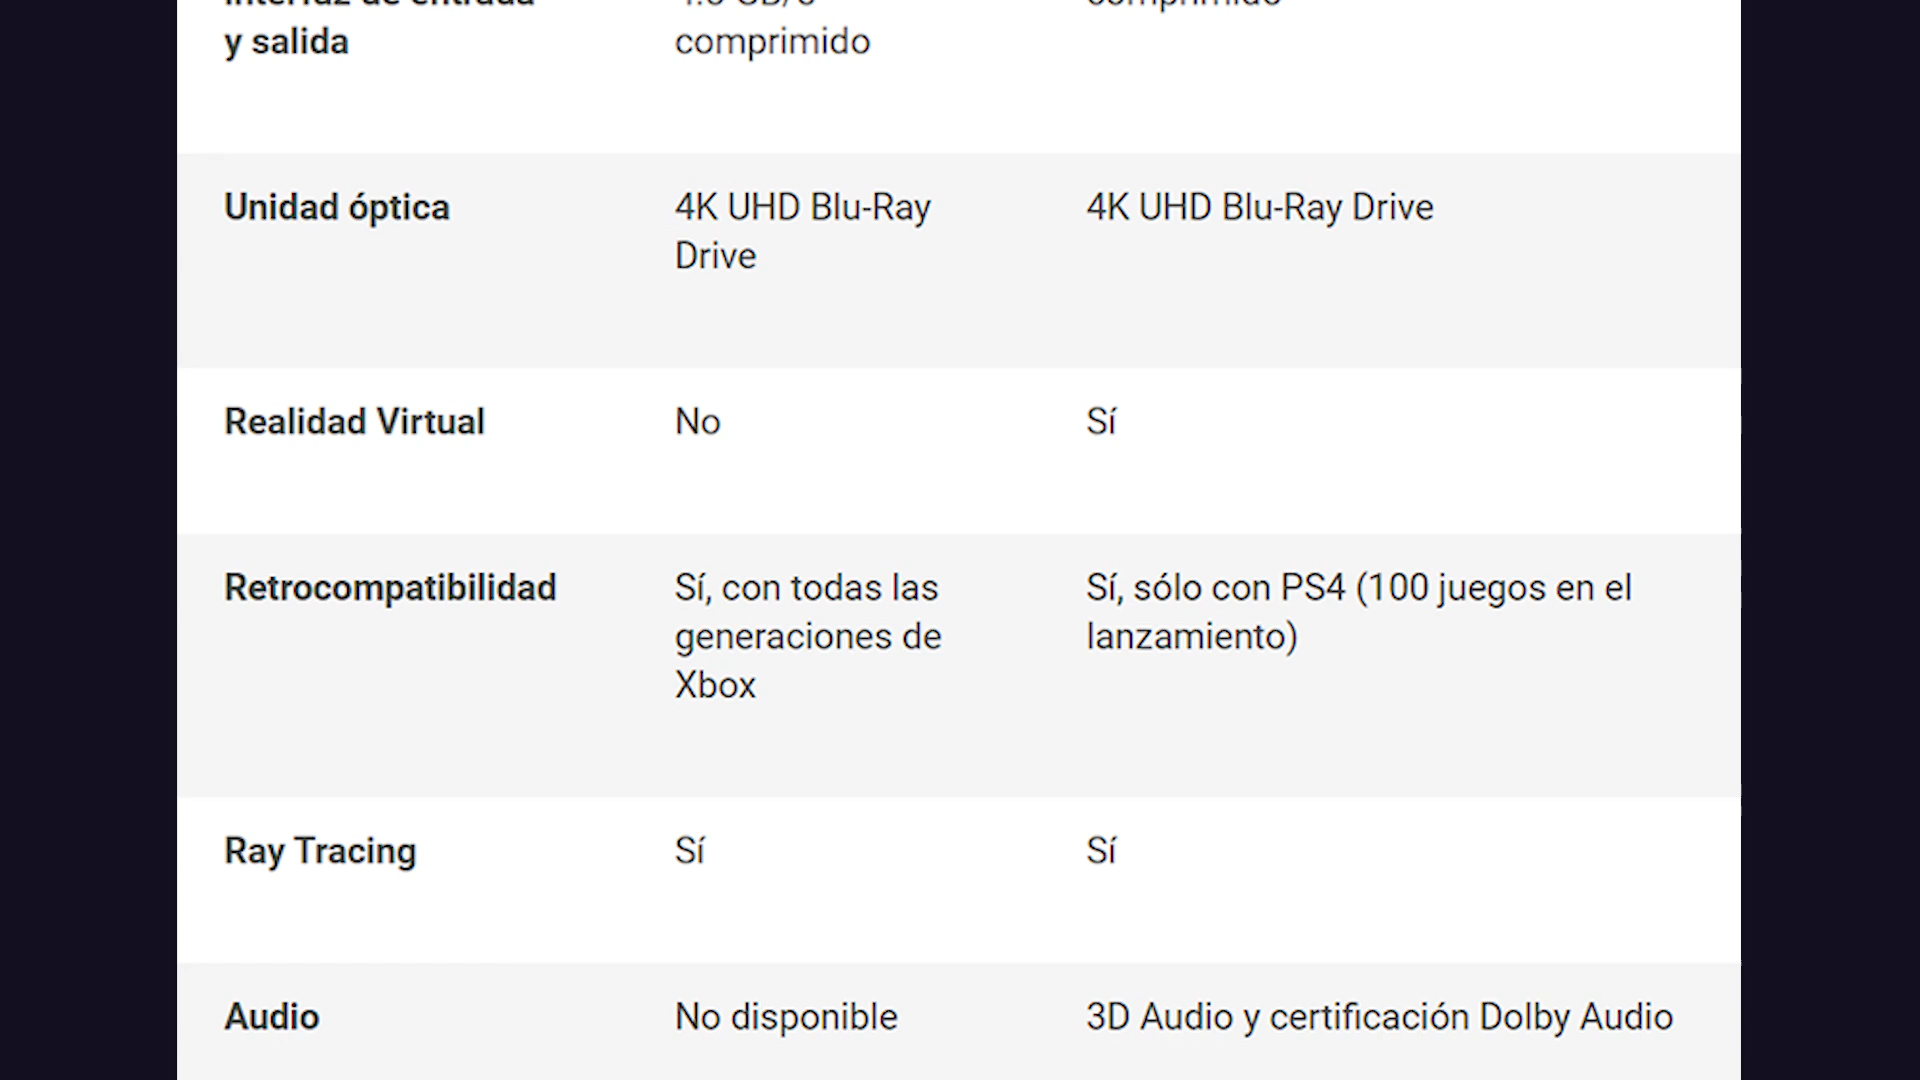 y salida
comprimido
Unidad óptica
4K UHD Blu-Ray
Drive
4K UHD Blu-Ray Drive
Realidad Virtual
No
Sí
Retrocompatibilidad
Sí, con todas las
generaciones de
Xbox
Sí, sólo con PS4 (100 juegos en el
lanzamiento)
Ray Tracing
Sí
Sí
Audio
No disponible
3D Audio y certificación Dolby Audio